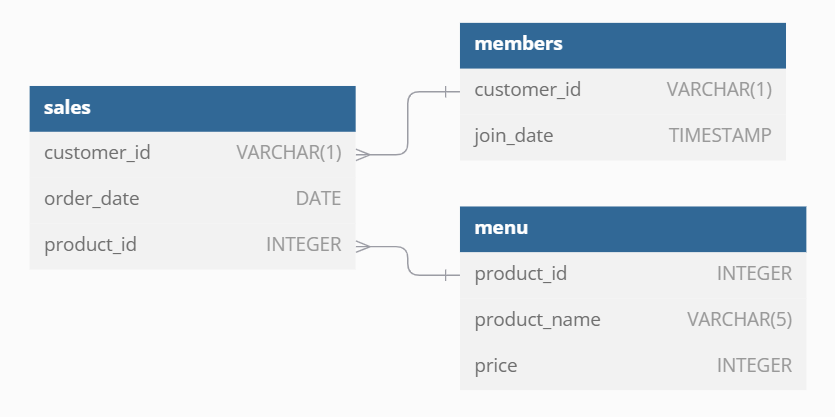 sales
customer_id VARCHAR(1)
order_date DATE
product_id INTEGER
members
customer_id VARCHAR(1)
join_date TIMESTAMP
menu
product_id INTEGER
product_name VARCHAR(5)
price INTEGER